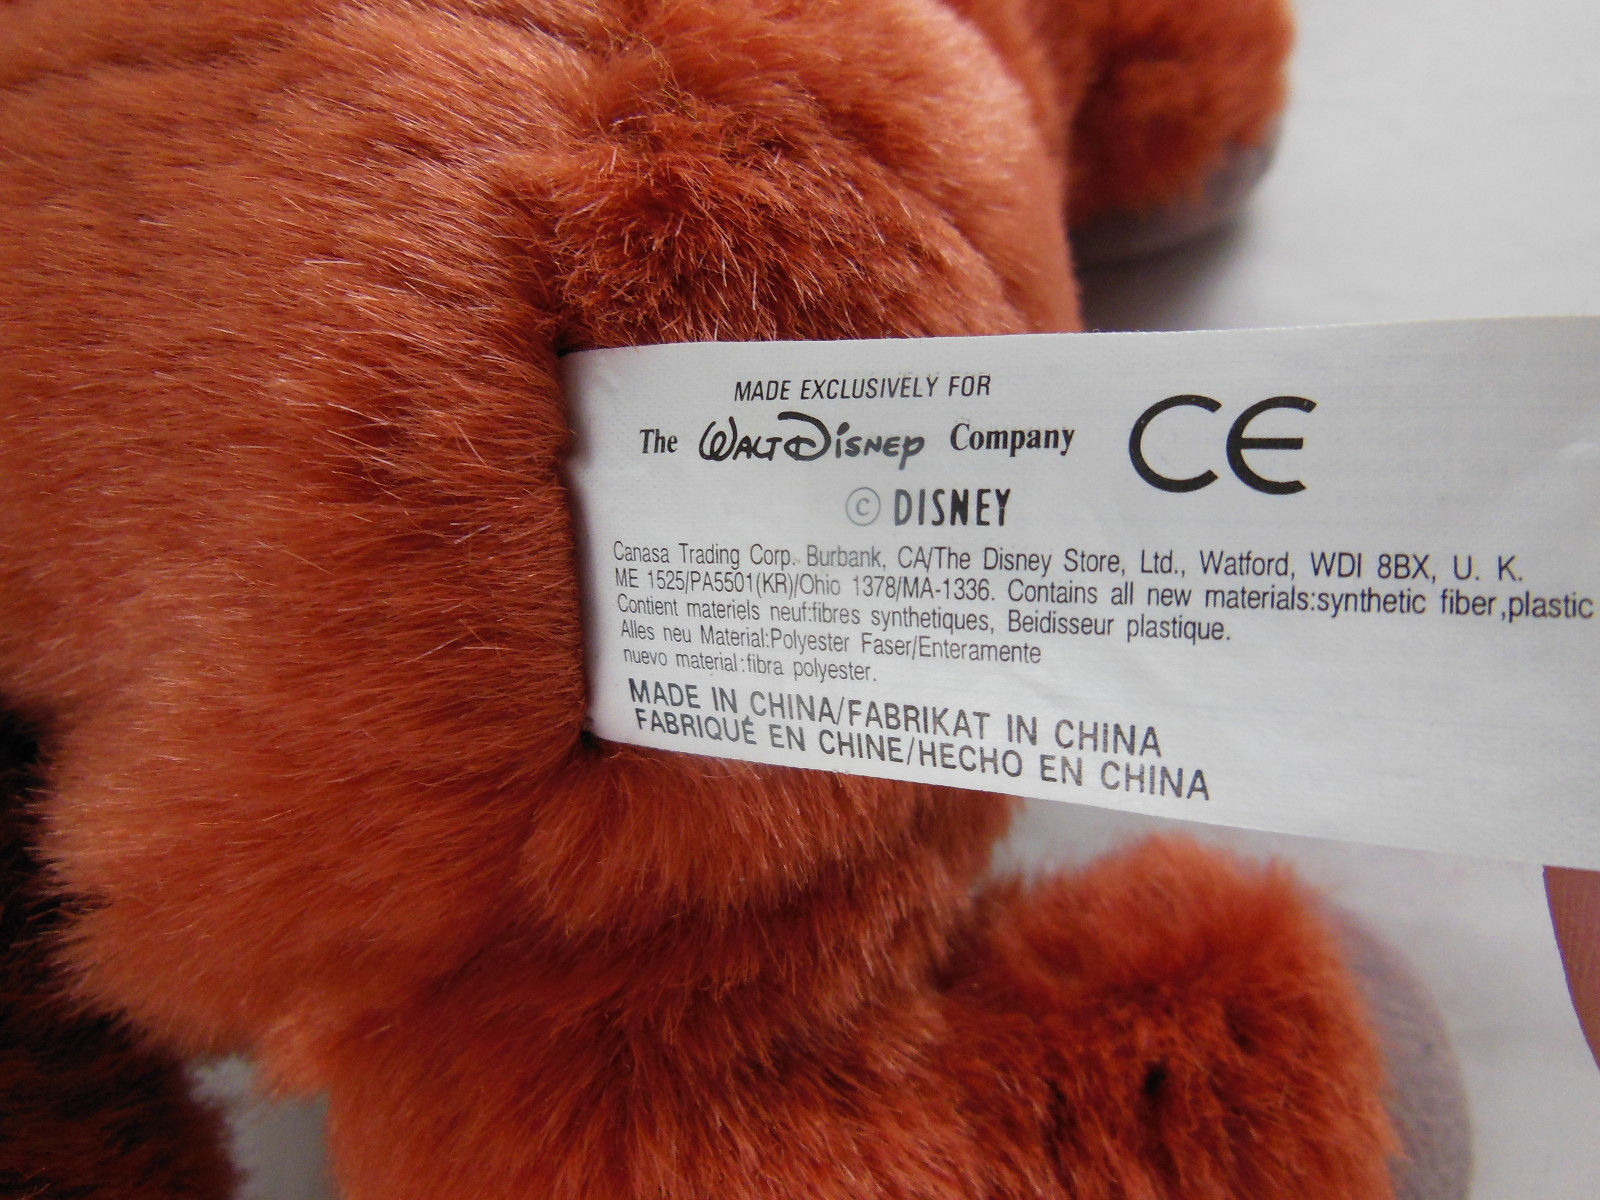 MADE EXCLUSIVELY FOR
The WALT DISNEY Company
CE
© DISNEY
Canasa Trading Corp. Burbank, CA/The Disney Store, Ltd., Watford, WDI 8BX, U. K.
ME 1525/PA5501(KR)/Ohio 1378/MA-1336. Contains all new materials:synthetic fiber,plastic
Contient materiels neuf:fibres synthetiques, Beidisseur plastique.
Alles neu Material:Polyester Faser/Enteramente
nuevo material:fibra polyester.
MADE IN CHINA/FABRIKAT IN CHINA
FABRIQUÉ EN CHINE/HECHO EN CHINA